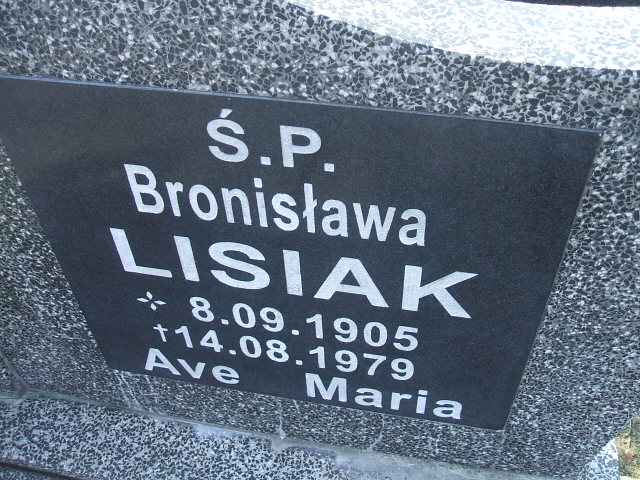 Ś.P.
Bronisława
LISIAK
8.09.1905
†14.08.1979
Ave Maria